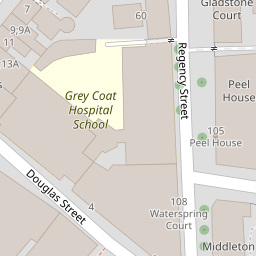 Gladstone
Court
60
7
11
9;9A
13A
Regency Street
Grey Coat
Hospital
School
Peel
House
105
Peel House
Douglas Street
4
108
Waterspring
Court
Middleton